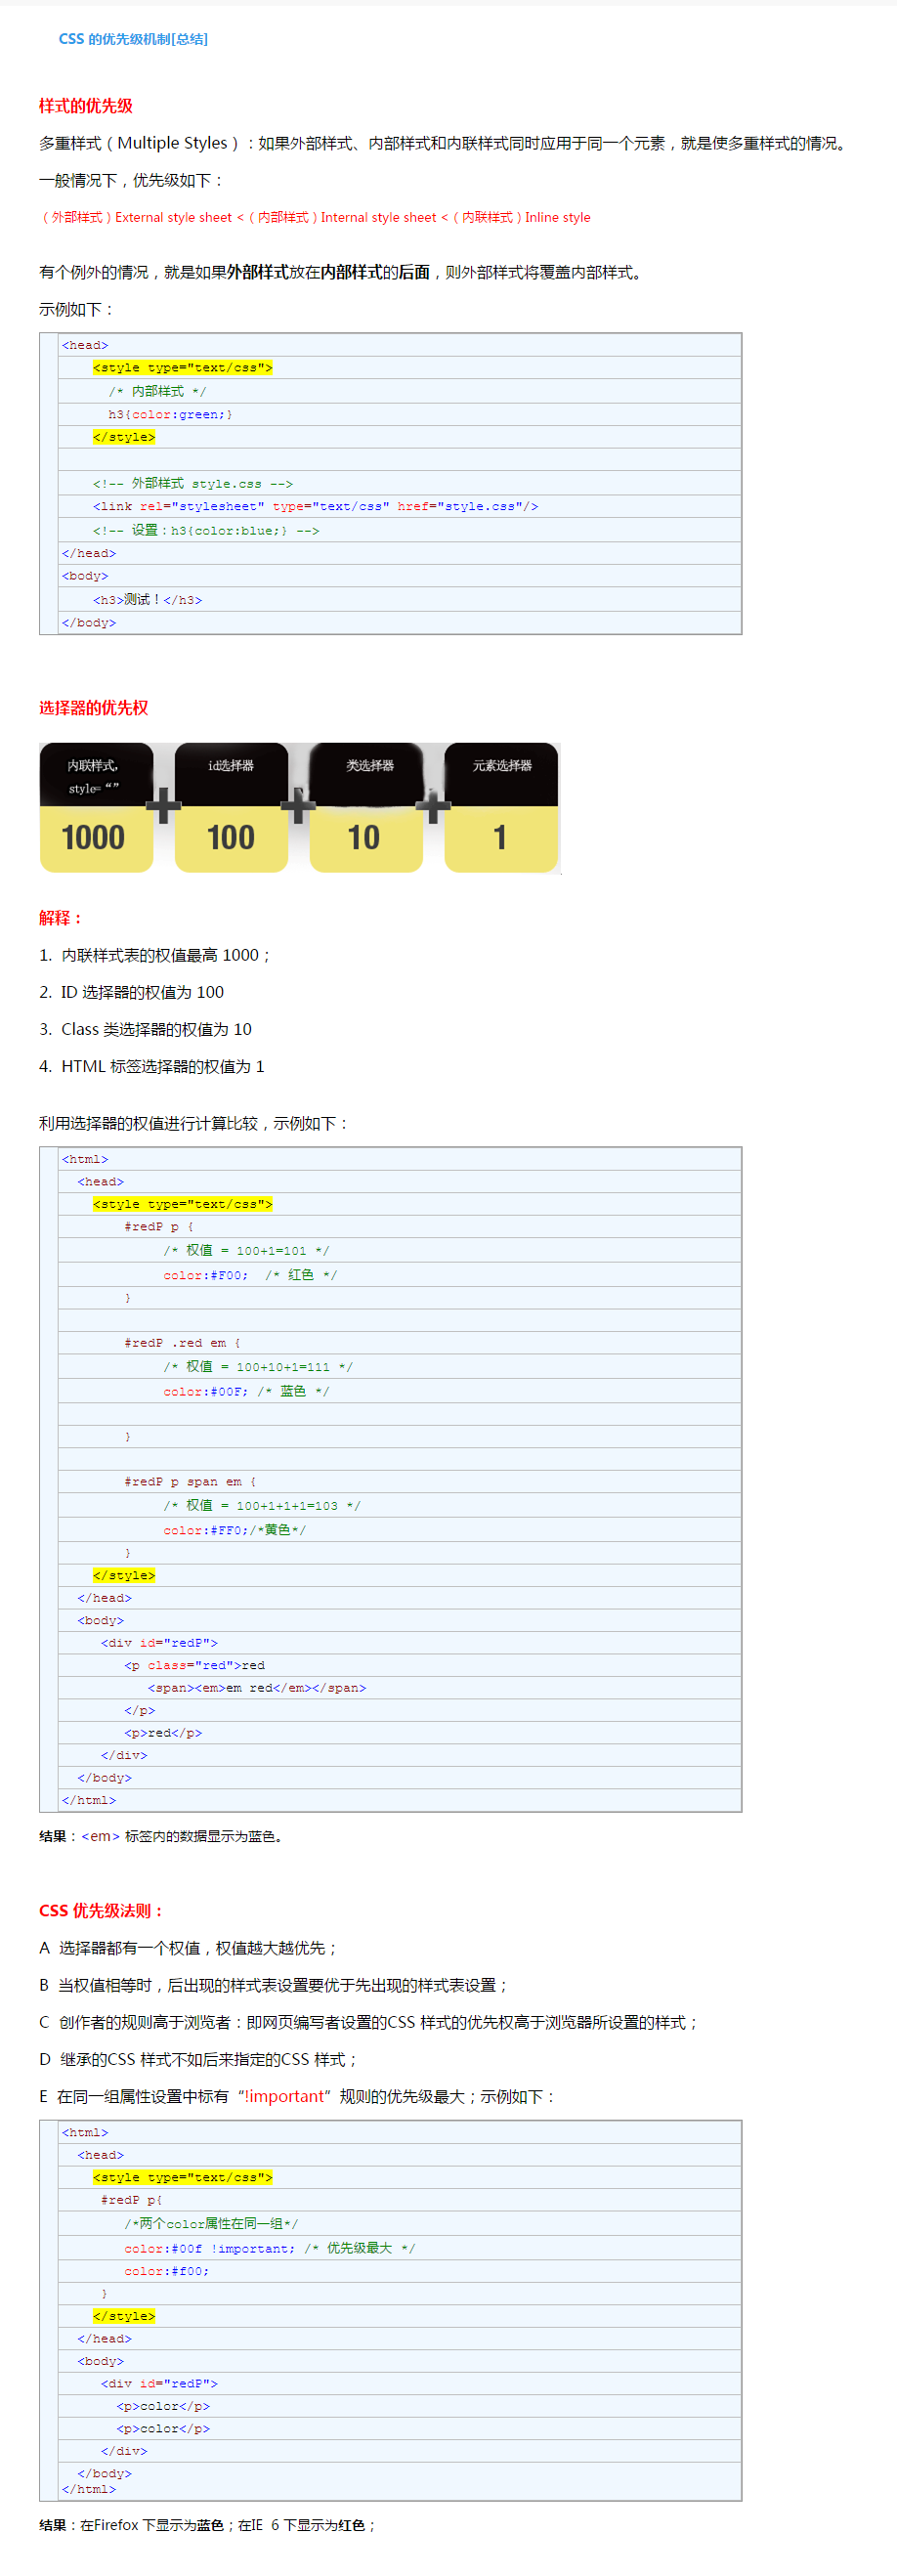 CSS 的优先级机制[总结]
样式的优先级
多重样式（Multiple Styles）：如果外部样式、内部样式和内联样式同时应用于同一个元素，就是使多重样式的情况。
一般情况下，优先级如下：
（外部样式）External style sheet <（内部样式）Internal style sheet <（内联样式）Inline style
有个例外的情况，就是如果外部样式放在内部样式的后面，则外部样式将覆盖内部样式。
示例如下：
<head>
    <style type="text/css">
      /* 内部样式 */
      h3{color:green;}
    </style>
    <!-- 外部样式 style.css -->
    <link rel="stylesheet" type="text/css" href="style.css"/>
    <!-- 设置：h3{color:blue;} -->
</head>
<body>
    <h3>测试！</h3>
</body>
选择器的优先权
内联样式，
style=“”
id选择器
类选择器
元素选择器
1000 + 100 + 10 + 1
解释：
1. 内联样式表的权值最高 1000；
2. ID 选择器的权值为 100
3. Class 类选择器的权值为 10
4. HTML 标签选择器的权值为 1
利用选择器的权值进行计算比较，示例如下：
<html>
  <head>
    <style type="text/css">
        #redP p {
             /* 权值 = 100+1=101 */
             color:#F00;  /* 红色 */
        }
        #redP .red em {
             /* 权值 = 100+10+1=111 */
             color:#00F; /* 蓝色 */
        }
        #redP p span em {
             /* 权值 = 100+1+1+1=103 */
             color:#FF0;/*黄色*/
        }
    </style>
  </head>
  <body>
     <div id="redP">
        <p class="red">red
           <span><em>em red</em></span>
        </p>
        <p>red</p>
     </div>
  </body>
</html>
结果：<em> 标签内的数据显示为蓝色。
CSS 优先级法则：
A 选择器都有一个权值，权值越大越优先；
B 当权值相等时，后出现的样式表设置要优于先出现的样式表设置；
C 创作者的规则高于浏览者：即网页编写者设置的CSS 样式的优先权高于浏览器所设置的样式；
D 继承的CSS 样式不如后来指定的CSS 样式；
E 在同一组属性设置中标有“!important”规则的优先级最大；示例如下：
<html>
  <head>
    <style type="text/css">
     #redP p{
        /*两个color属性在同一组*/
        color:#00f !important; /* 优先级最大 */
        color:#f00;
     }
    </style>
  </head>
  <body>
     <div id="redP">
       <p>color</p>
       <p>color</p>
     </div>
  </body>
</html>
结果：在Firefox 下显示为蓝色；在IE 6 下显示为红色；